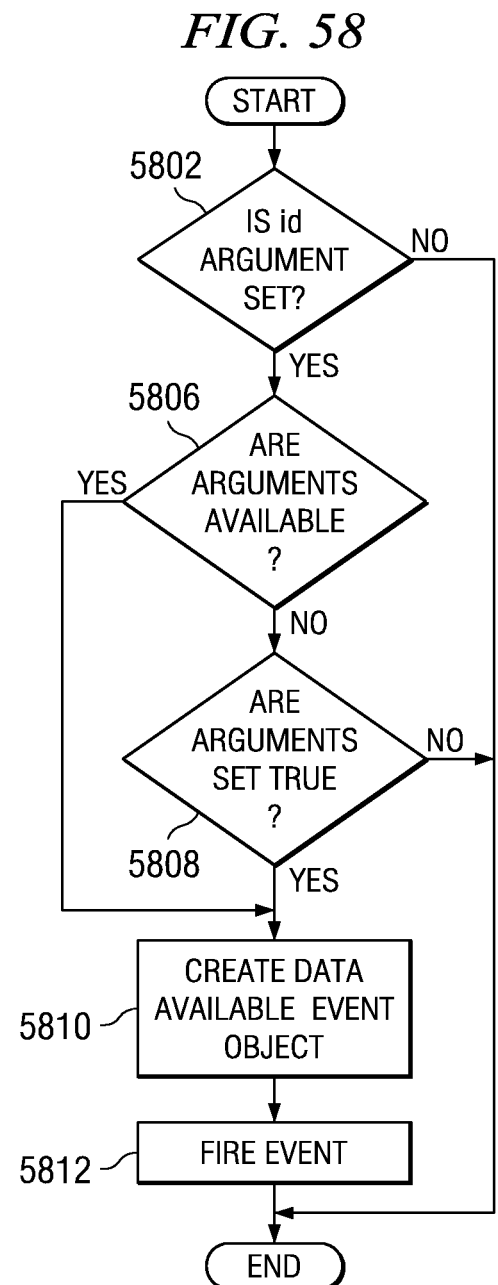 FIG. 58
START
5802
IS id
ARGUMENT
SET?
NO
YES
5806
ARE
ARGUMENTS
AVAILABLE
?
YES
NO
ARE
ARGUMENTS
SET TRUE
?
NO
5808
YES
CREATE DATA
AVAILABLE EVENT
OBJECT
5810
FIRE EVENT
5812
END